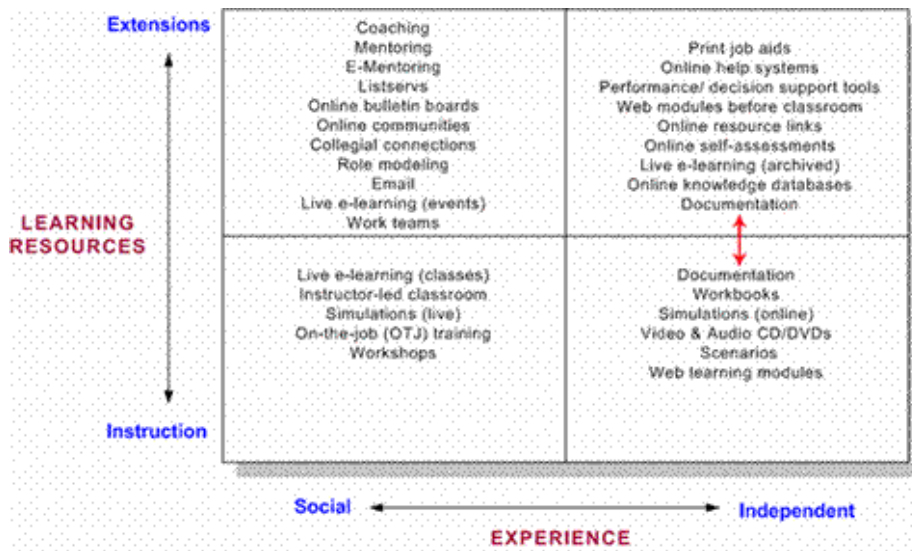 Extensions
Coaching
Mentoring
E-Mentoring
Listservs
Online bulletin boards
Online communities
Collegial connections
Role modeling
Email
Live e-learning (events)
Work teams
Print job aids
Online help systems
Performance/ decision support tools
Web modules before classroom
Online resource links
Online self-assessments
Live e-learning (archived)
Online knowledge databases
Documentation
LEARNING
RESOURCES
Live e-learning (classes)
Instructor-led classroom
Simulations (live)
On-the-job (OTJ) training
Workshops
Documentation
Workbooks
Simulations (online)
Video & Audio CD/DVDs
Scenarios
Web learning modules
Instruction
Social
Independent
EXPERIENCE